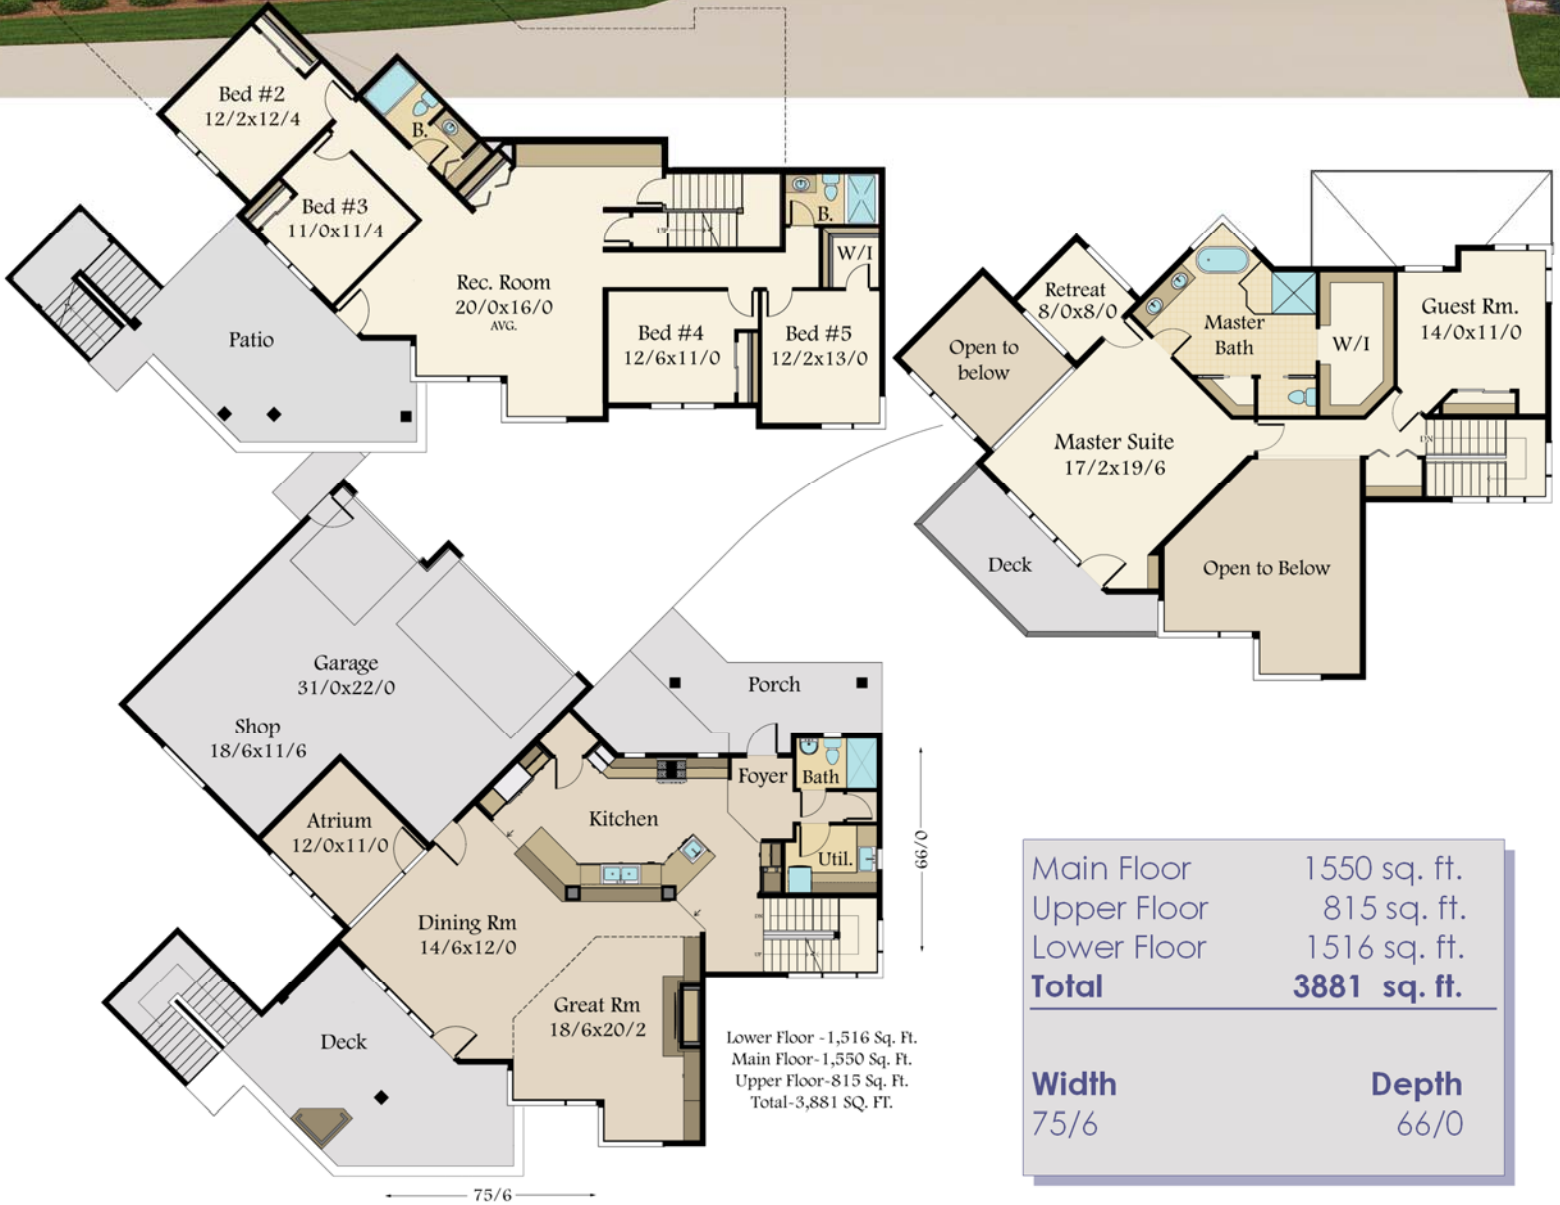 Bed #2
12/2x12/4
B.
Bed #3
11/0x11/4
Rec. Room
20/0x16/0
AVG.
UP
B.
W/I
Bed #4
12/6x11/0
Bed #5
12/2x13/0
Patio
Retreat
8/0x8/0
Open to
below
Master
Bath
W/I
Guest Rm.
14/0x11/0
Master Suite
17/2x19/6
DN
Deck
Open to Below
Garage
31/0x22/0
Shop
18/6x11/6
Atrium
12/0x11/0
Porch
Foyer
Bath
Kitchen
Util.
66/0
Dining Rm
14/6x12/0
DN
UP
Great Rm
18/6x20/2
Deck
75/6
Lower Floor -1,516 Sq. Ft.
Main Floor-1,550 Sq. Ft.
Upper Floor-815 Sq. Ft.
Total-3,881 SQ. FT.
Main Floor 1550 sq. ft.
Upper Floor 815 sq. ft.
Lower Floor 1516 sq. ft.
Total 3881 sq. ft.
Width Depth
75/6 66/0